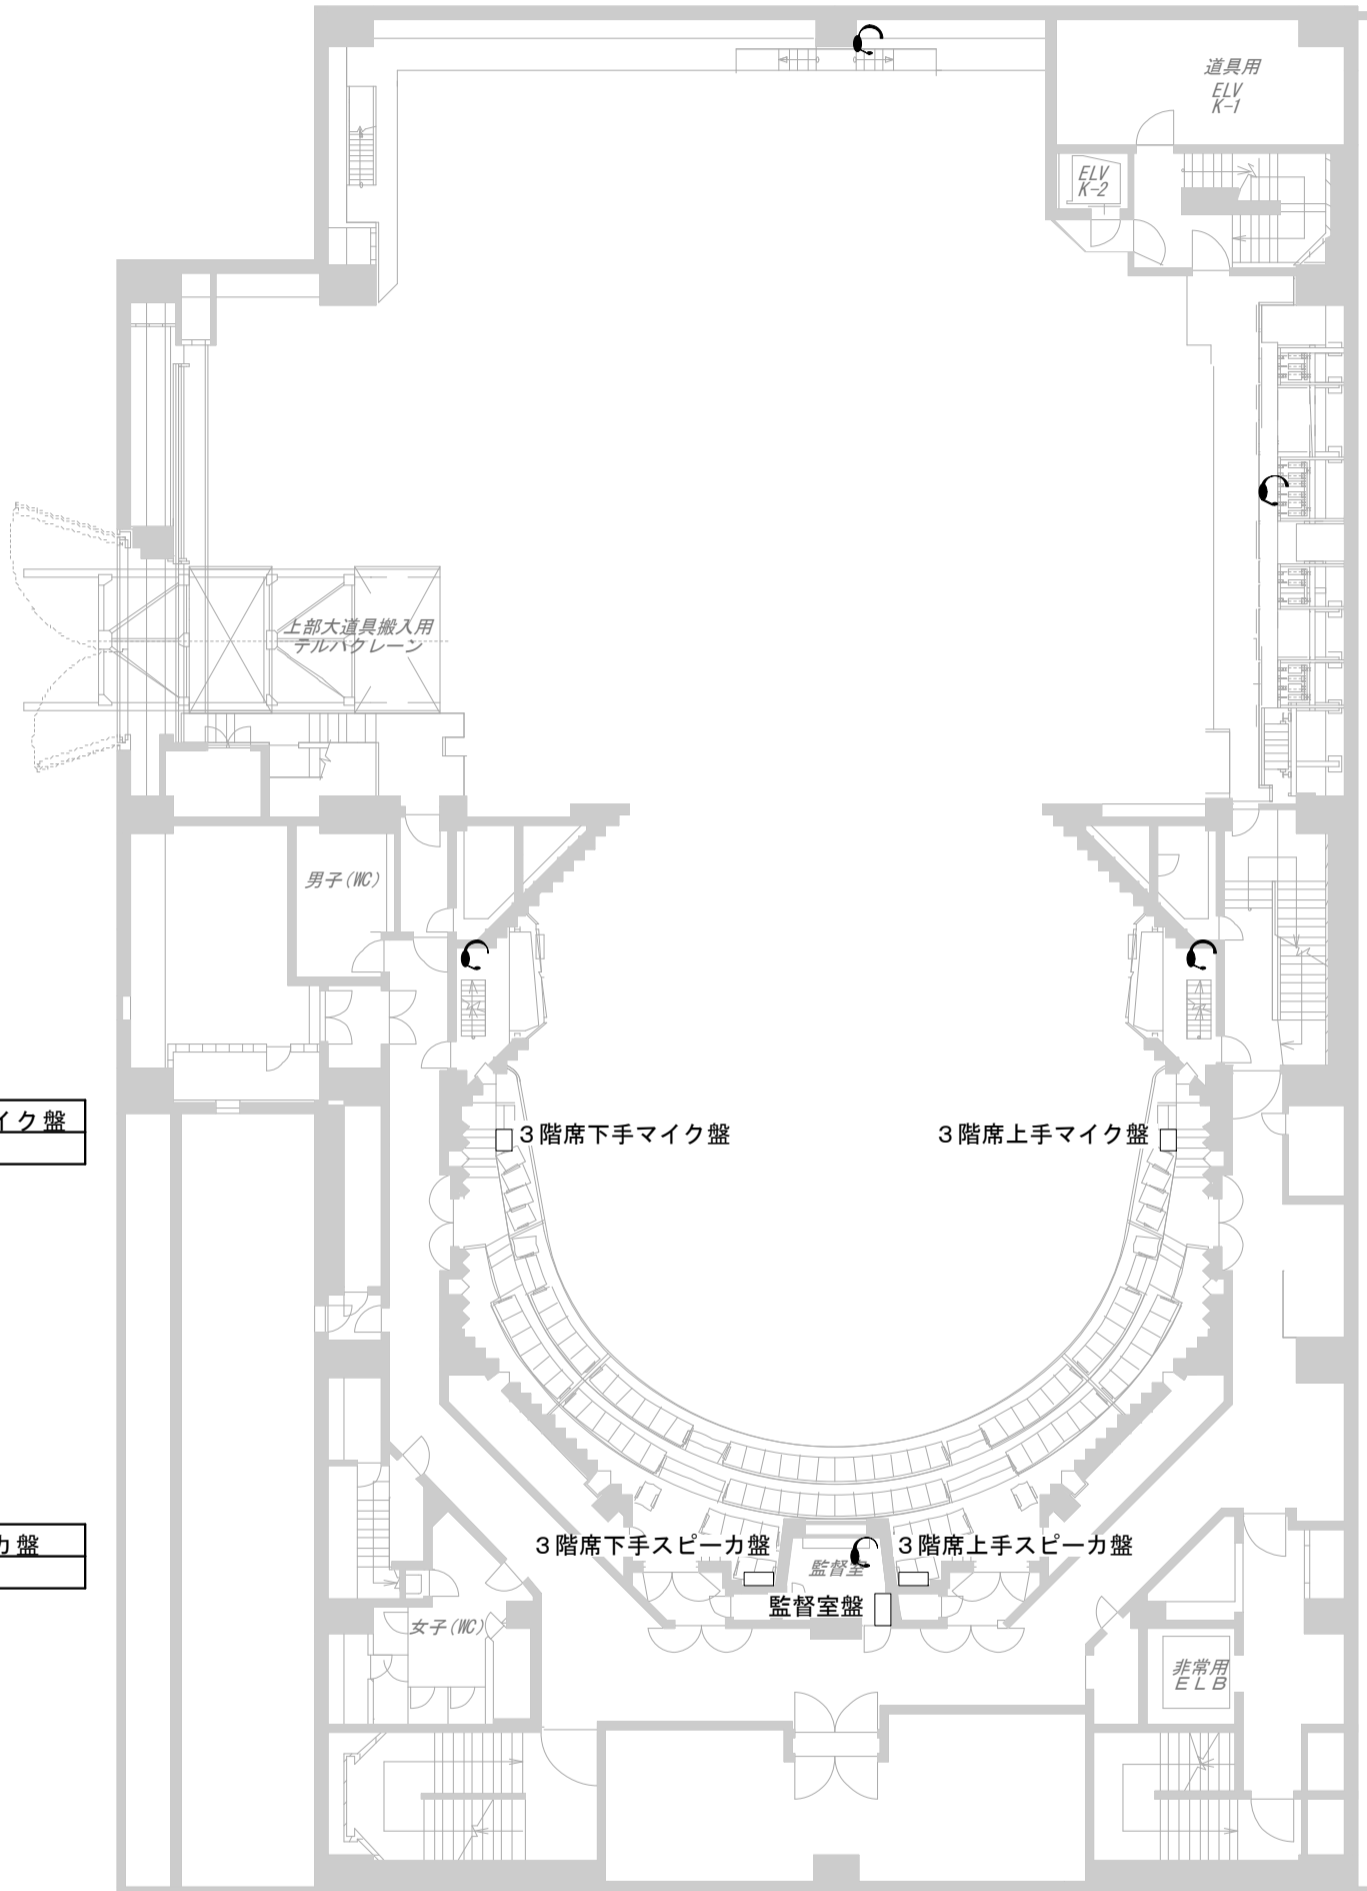 道具用
ELV
K-1
ELV
K-2
上部大道具搬入用
テルハクレーン
男子(WC)
イク盤
3階席下手マイク盤
3階席上手マイク盤
カ盤
3階席下手スピーカ盤
3階席上手スピーカ盤
監督室
監督室盤
女子(WC)
非常用
ELB